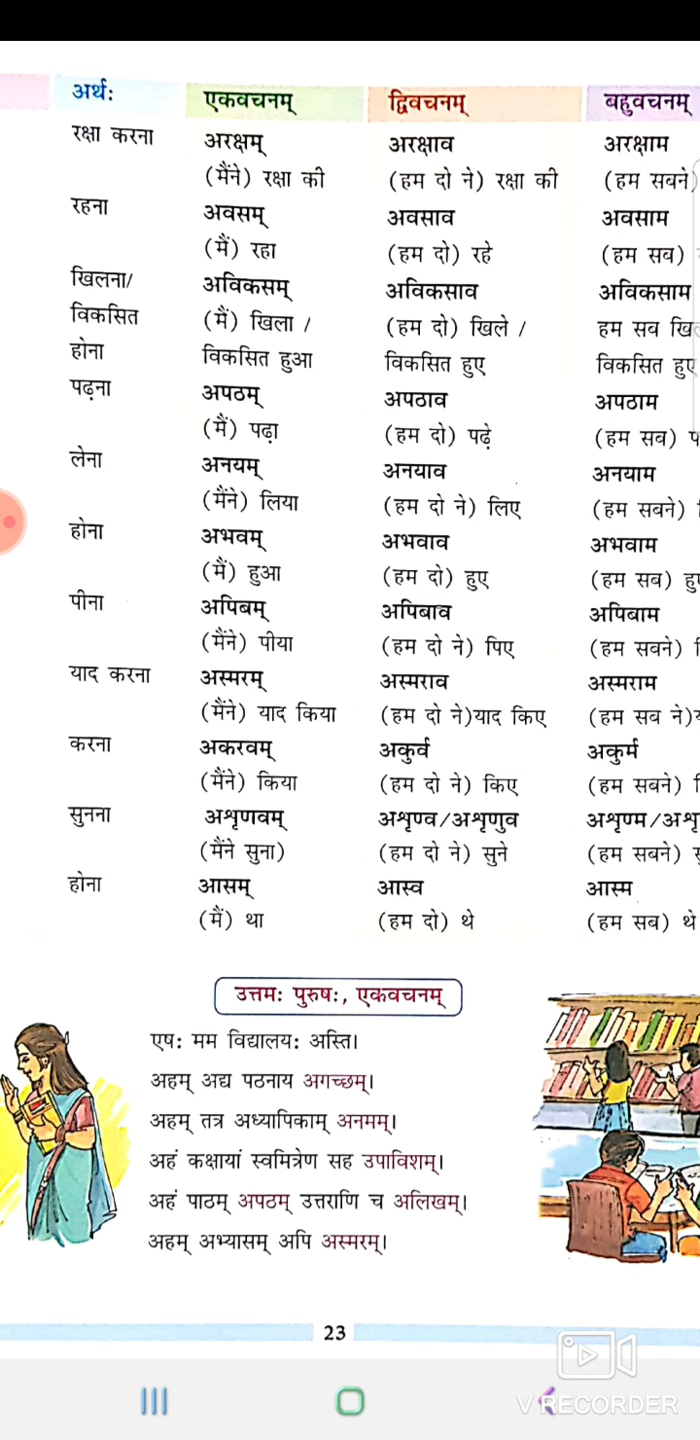 अर्थः एकवचनम् द्विवचनम् बहुवचनम्
रक्षा करना अरक्षम् अरक्षाव अरक्षाम
(मैंने) रक्षा की (हम दो ने) रक्षा की (हम सबने)
रहना अवसम् अवसाव अवसाम
(मैं) रहा (हम दो) रहे (हम सब)
खिलना/ अविकसम् अविकसाव अविकसाम
विकसित (मैं) खिला / (हम दो) खिले / हम सब
होना विकसित हुआ विकसित हुए विकसित हुए
पढ़ना अपठम् अपठाव अपठाम
(मैं) पढ़ा (हम दो) पढ़े (हम सब)
लेना अनयम् अनयाव अनयाम
(मैंने) लिया (हम दो ने) लिए (हम सबने)
होना अभवम् अभवाव अभवाम
(मैं) हुआ (हम दो) हुए (हम सब)
पीना अपिबम् अपिबाव अपिबाम
(मैंने) पीया (हम दो ने) पिए (हम सबने)
याद करना अस्मरम् अस्मराव अस्मराम
(मैंने) याद किया (हम दो ने)याद किए (हम सब ने)
करना अकरवम् अकुर्व अकुर्म
(मैंने) किया (हम दो ने) किए (हम सबने)
सुनना अशृणवम् अशृण्व/अशृणुव अशृण्म/
(मैंने सुना) (हम दो ने) सुने (हम सबने)
होना आसम् आस्व आस्म
(मैं) था (हम दो) थे (हम सब) थे
उत्तमः पुरुषः, एकवचनम्
एषः मम विद्यालयः अस्ति।
अहम् अद्य पठनाय अगच्छम्।
अहम् तत्र अध्यापिकाम् अनमम्।
अहं कक्षायां स्वमित्रेण सह उपाविशम्।
अहं पाठम् अपठम् उत्तराणि च अलिखम्।
अहम् अभ्यासम् अपि अस्मरम्।
23
V RECORDER